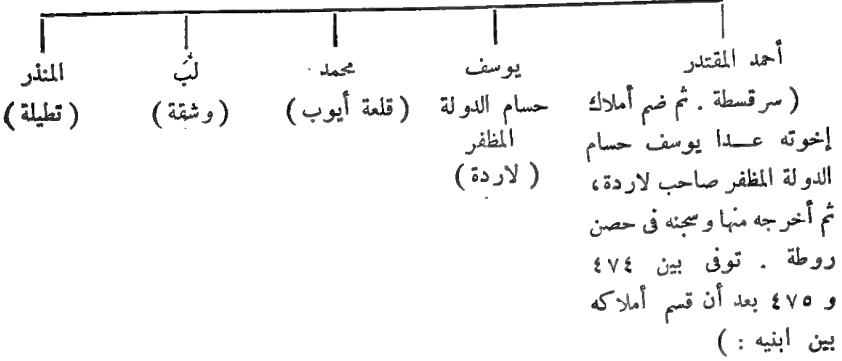 أحمد المقتدر
( سرقسطة . ثم ضم أملاك
إخوته عــدا يوسف حسام
الدولة المظفر صاحب لاردة،
ثم أخرجه منها وسجنه فى حصن
روطة . توفى بين ٤٧٤
و ٤٧٥ بعد أن قسم أملاكه
بين ابنيه : )
يوسف
حسام الدولة
المظفر
( لاردة )
محمد
( قلعة أيوب )
لُبّ
( وشقة )
المنذر
( تطيلة )